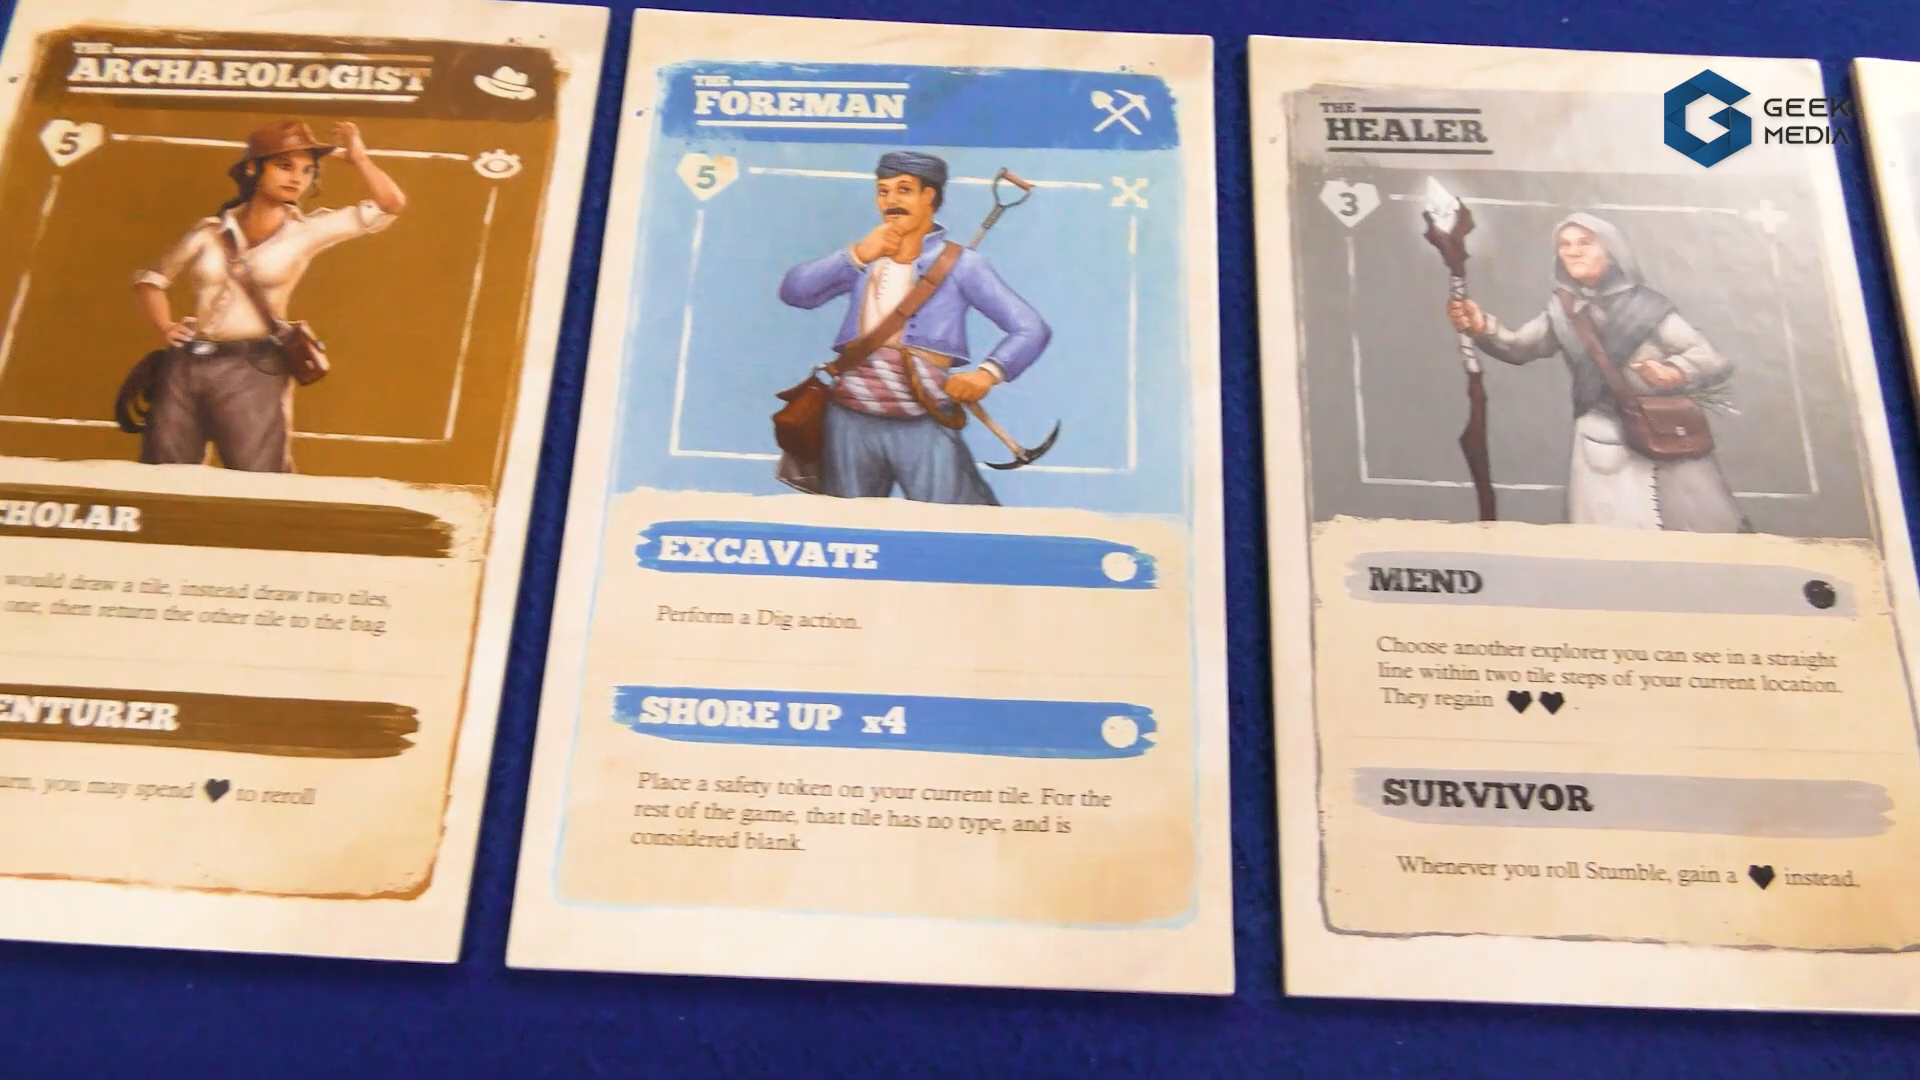 THE
ARCHAEOLOGIST
5
CHOLAR
would draw a tile, instead draw two tiles,
one, then return the other tile to the bag.
ENTURER
urn, you may spend to reroll
THE
FOREMAN
5
EXCAVATE
Perform a Dig action.
SHORE UP x4
Place a safety token on your current tile. For the
rest of the game, that tile has no type, and is
considered blank.
THE
HEALER
3
MEND
Choose another explorer you can see in a straight
line within two tile steps of your current location.
They regain .
SURVIVOR
Whenever you roll Stumble, gain a instead.
GEEK
MEDIA